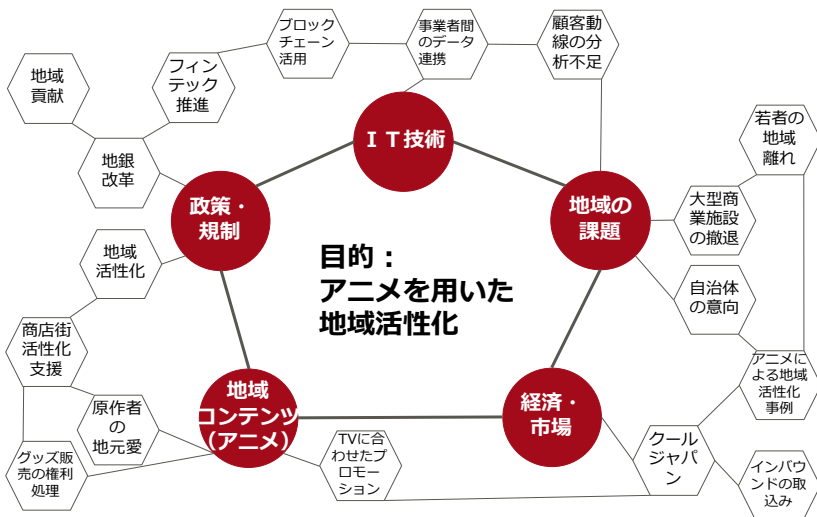 ブロック
チェーン
活用
事業者間
のデータ
連携
顧客動
線の分
析不足
地域
貢献
フィン
テック
推進
ＩＴ技術
若者の
地域
離れ
地銀
改革
政策・
規制
地域の
課題
大型商
業施設
の撤退
地域
活性化
目的：
アニメを用いた
地域活性化
自治体
の意向
商店街
活性化
支援
アニメに
よる地域
活性化
事例
原作者
の
地元愛
地域
コンテンツ
（アニメ）
経済・
市場
TVに合
わせたプ
ロモー
ション
クール
ジャパ
ン
グッズ販
売の権利
処理
インバウ
ンドの取
込み